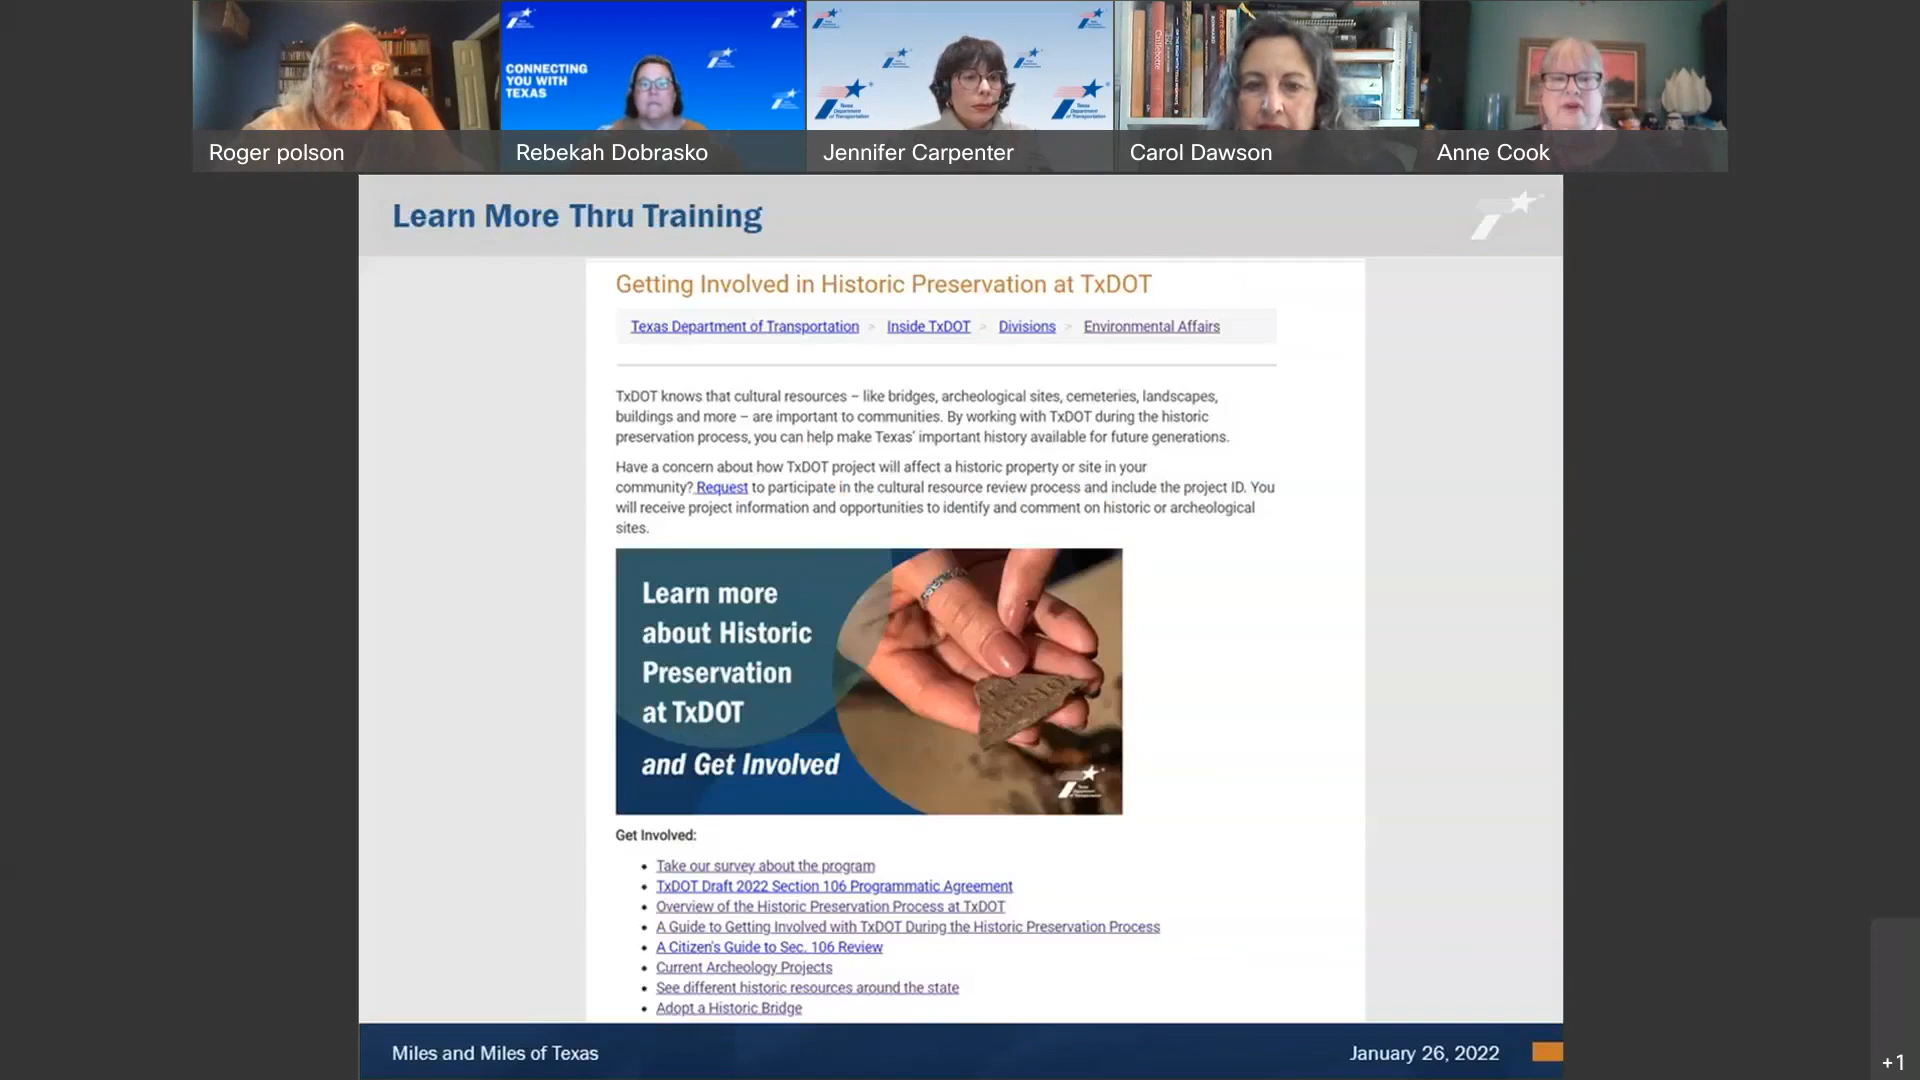 CONNECTING
YOU WITH
TEXAS
Texas
Department
of Transportation
Texas
Department
of Transportation
Chillebotte
Roger polson
Rebekah Dobrasko
Jennifer Carpenter
Carol Dawson
Anne Cook
Learn More Thru Training
Getting Involved in Historic Preservation at TxDOT
Texas Department of Transportation > Inside TxDOT > Divisions > Environmental Affairs
TxDOT knows that cultural resources – like bridges, archeological sites, cemeteries, landscapes,
buildings and more – are important to communities. By working with TxDOT during the historic
preservation process, you can help make Texas' important history available for future generations.
Have a concern about how TxDOT project will affect a historic property or site in your
community? Request to participate in the cultural resource review process and include the project ID. You
will receive project information and opportunities to identify and comment on historic or archeological
sites.
Learn more
about Historic
Preservation
at TxDOT
and Get Involved
Get Involved:
• Take our survey about the program
• TxDOT Draft 2022 Section 106 Programmatic Agreement
• Overview of the Historic Preservation Process at TxDOT
• A Guide to Getting Involved with TxDOT During the Historic Preservation Process
• A Citizen's Guide to Sec. 106 Review
• Current Archeology Projects
• See different historic resources around the state
• Adopt a Historic Bridge
Miles and Miles of Texas
January 26, 2022
+1